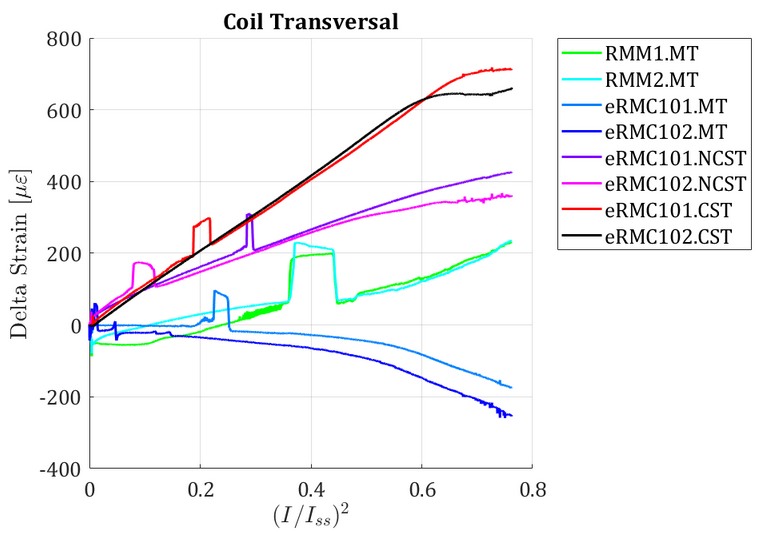 Coil Transversal
800
600
400
200
0
-200
-400
Delta Strain [με]
0 0.2 0.4 0.6 0.8
(I/Iss)²
RMM1.MT
RMM2.MT
eRMC101.MT
eRMC102.MT
eRMC101.NCST
eRMC102.NCST
eRMC101.CST
eRMC102.CST